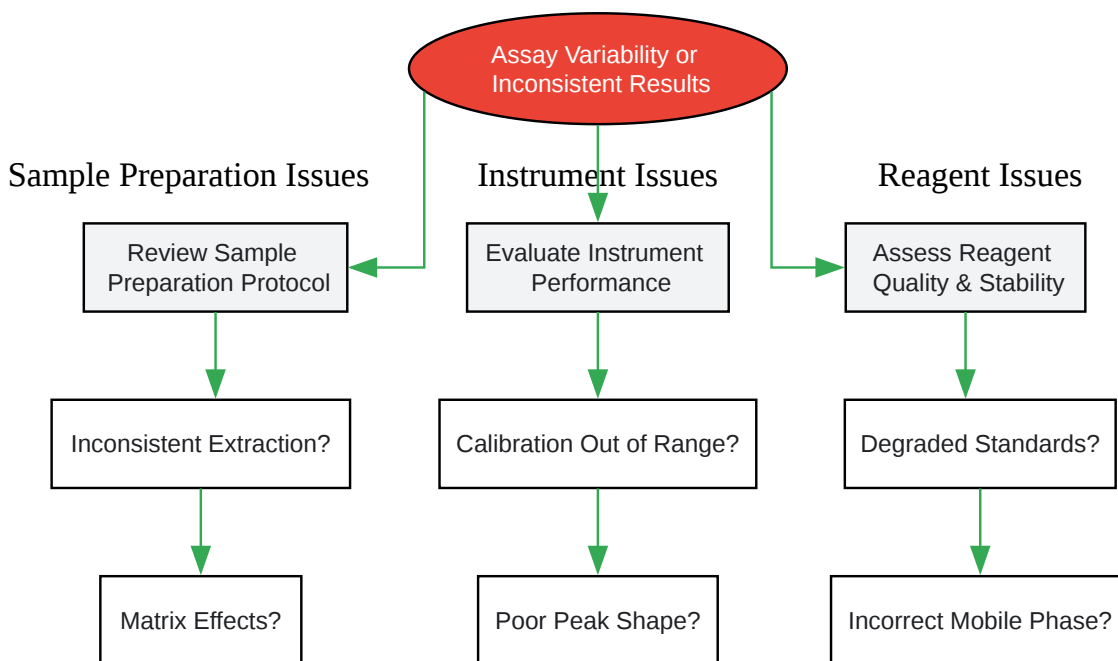 Assay Variability or
Inconsistent Results
Sample Preparation Issues
Instrument Issues
Reagent Issues
Review Sample
Preparation Protocol
Evaluate Instrument
Performance
Assess Reagent
Quality & Stability
Inconsistent Extraction?
Calibration Out of Range?
Degraded Standards?
Matrix Effects?
Poor Peak Shape?
Incorrect Mobile Phase?